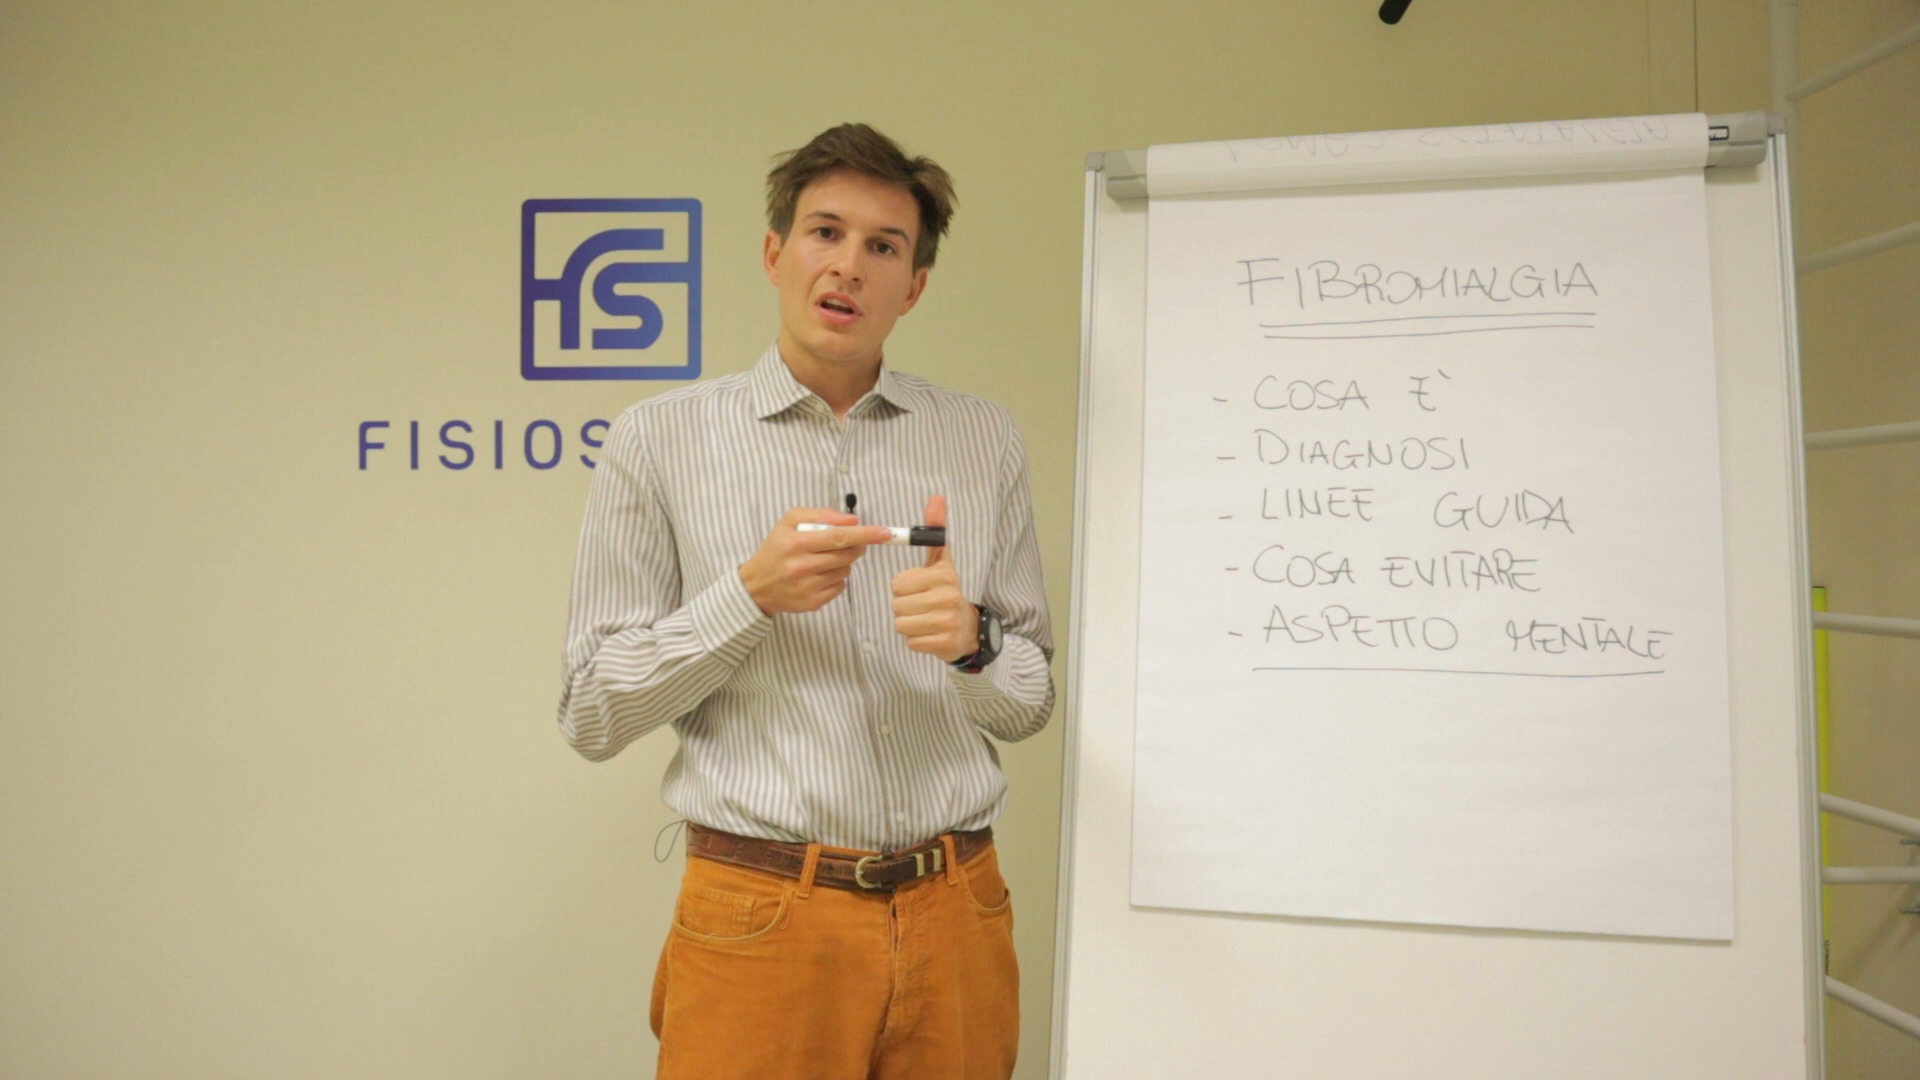 FS
FISIOS
FIBROMIALGIA
- COSA È
- DIAGNOSI
- LINEE GUIDA
- COSA EVITARE
- ASPETTO MENTALE